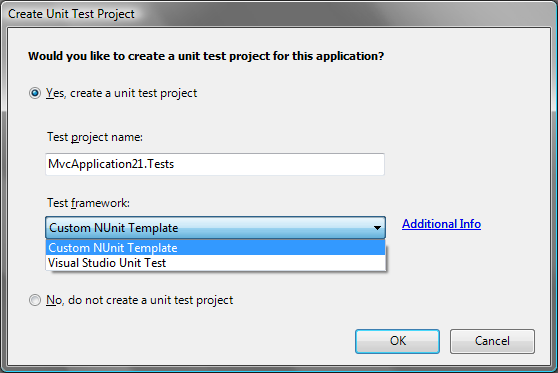 Create Unit Test Project
Would you like to create a unit test project for this application?
Yes, create a unit test project
Test project name:
MvcApplication21.Tests
Test framework:
Custom NUnit Template
Additional Info
Custom NUnit Template
Visual Studio Unit Test
No, do not create a unit test project
OK
Cancel